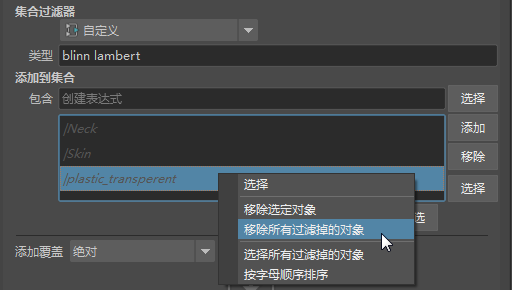 集合过滤器
自定义
类型 blinn lambert
添加到集合
包含 创建表达式 选择
|Neck 添加
|Skin 移除
|plastic_transperent 选择
选择
移除选定对象
选
移除所有过滤掉的对象
添加覆盖 绝对
选择所有过滤掉的对象
按字母顺序排序